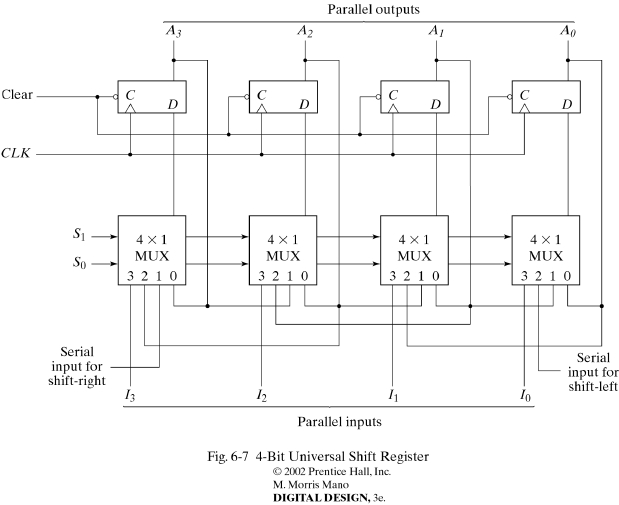 Parallel outputs
A3 A2 A1 A0
Clear C D C D C D C D
CLK
S1 4 × 1 4 × 1 4 × 1 4 × 1
S0 MUX MUX MUX MUX
3 2 1 0 3 2 1 0 3 2 1 0 3 2 1 0
Serial
input for
shift-right
Serial
input for
shift-left
I3 I2 I1 I0
Parallel inputs
Fig. 6-7 4-Bit Universal Shift Register
© 2002 Prentice Hall, Inc.
M. Morris Mano
DIGITAL DESIGN, 3e.